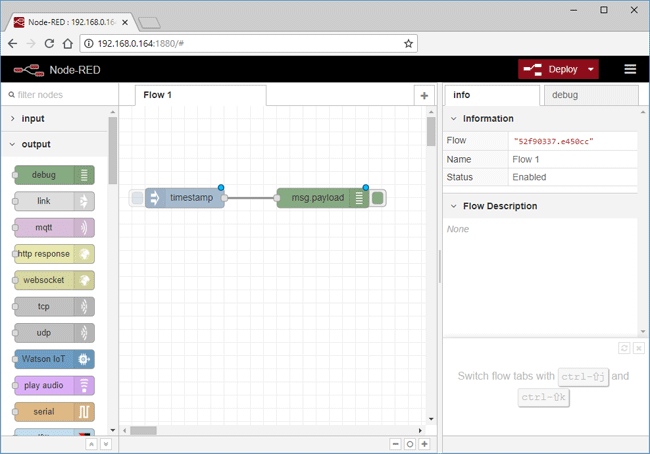 Node-RED : 192.168.0.164
192.168.0.164:1880/#
Node-RED
Deploy
filter nodes
input
output
debug
link
mqtt
http response
websocket
tcp
udp
Watson IoT
play audio
serial
Flow 1
timestamp
msg.payload
info
debug
Information
Flow "52f90337.e450cc"
Name Flow 1
Status Enabled
Flow Description
None
Switch flow tabs with ctrl-⇧j and
ctrl-⇧k